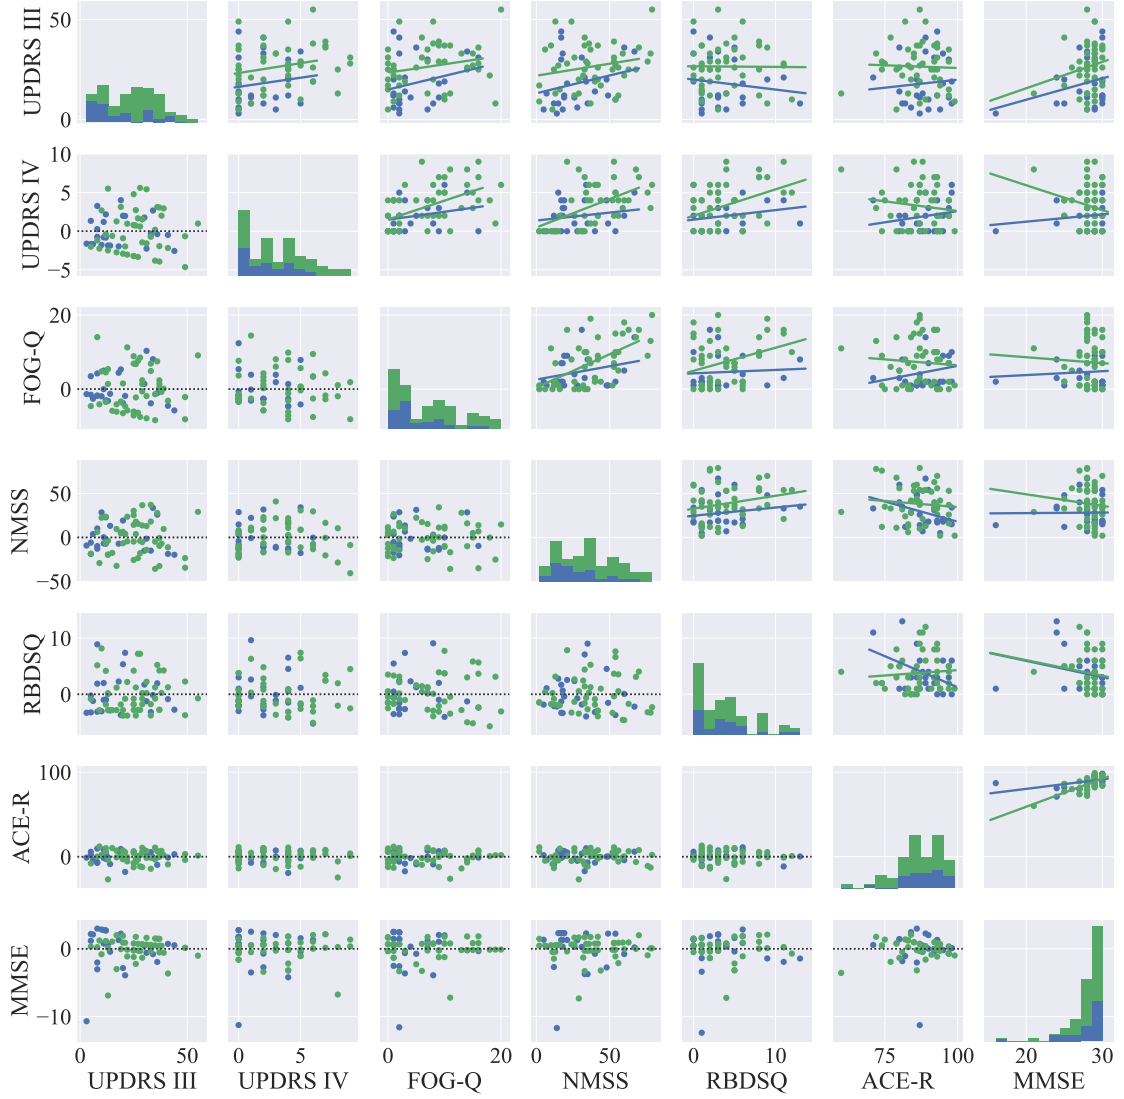 UPDRS III
50
0
UPDRS IV
10
5
0
−5
FOG-Q
20
0
NMSS
50
0
−50
RBDSQ
10
0
ACE-R
100
0
MMSE
0
−10
0 50 0 5 0 20 0 50 0 10 75 100 20 30
UPDRS III UPDRS IV FOG-Q NMSS RBDSQ ACE-R MMSE